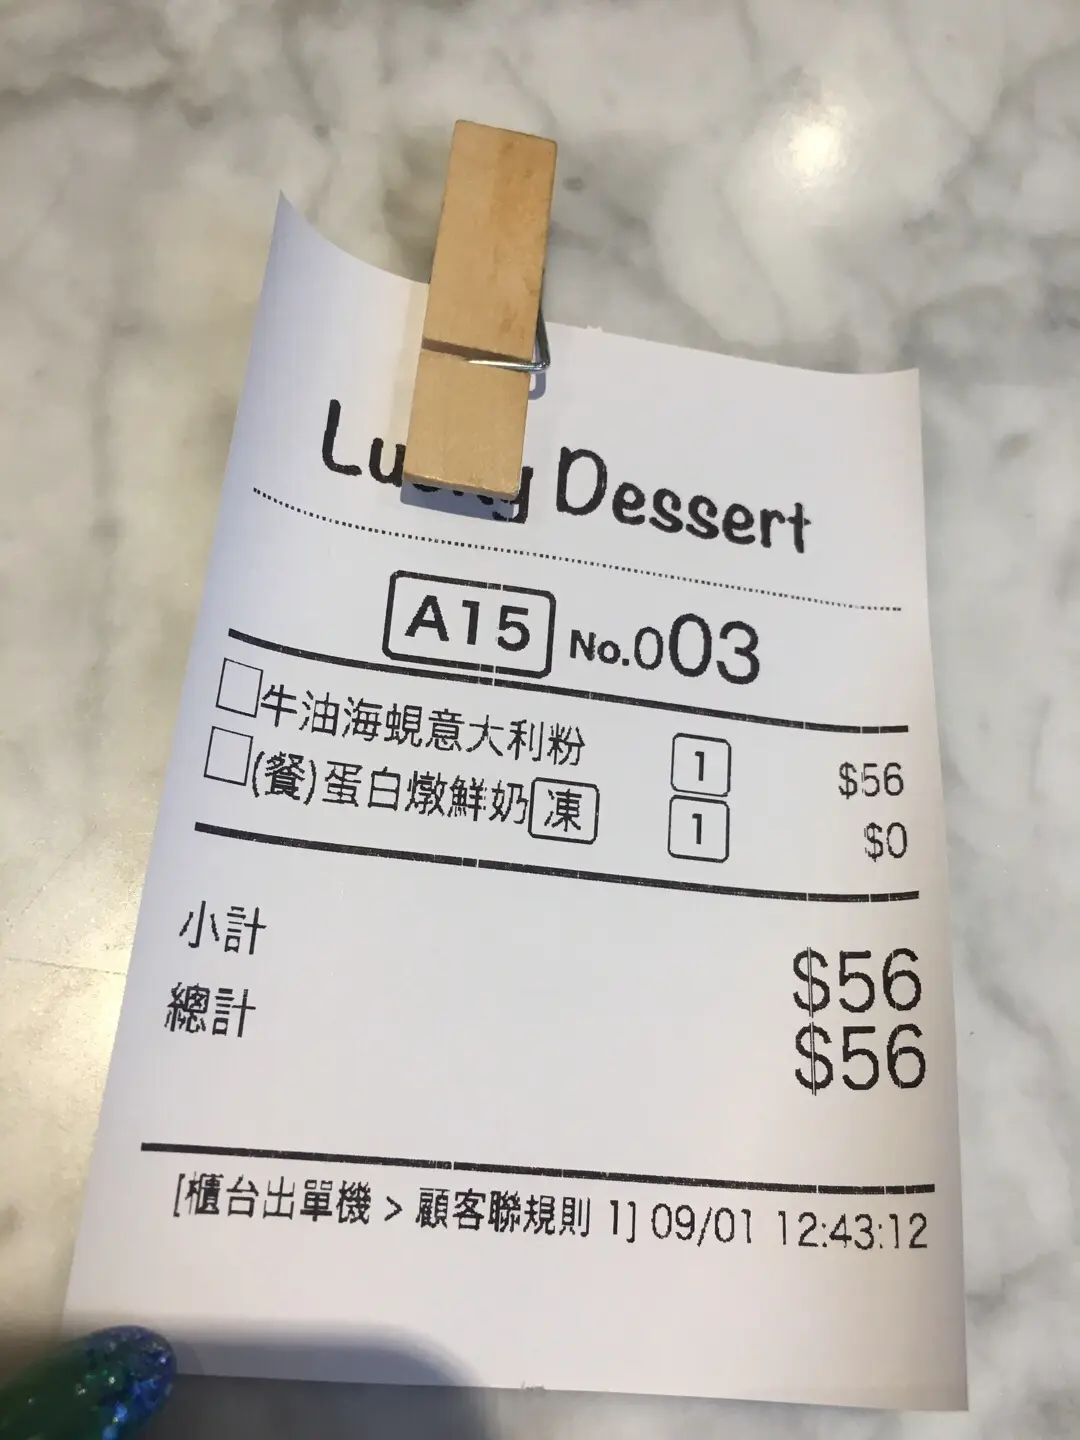 Lucky Dessert
A15 No.003
牛油海蜆意大利粉 1 $56
(餐)蛋白燉鮮奶 凍 1 $0
小計 $56
總計 $56
[櫃台出單機 > 顧客聯規則 1] 09/01 12:43:12